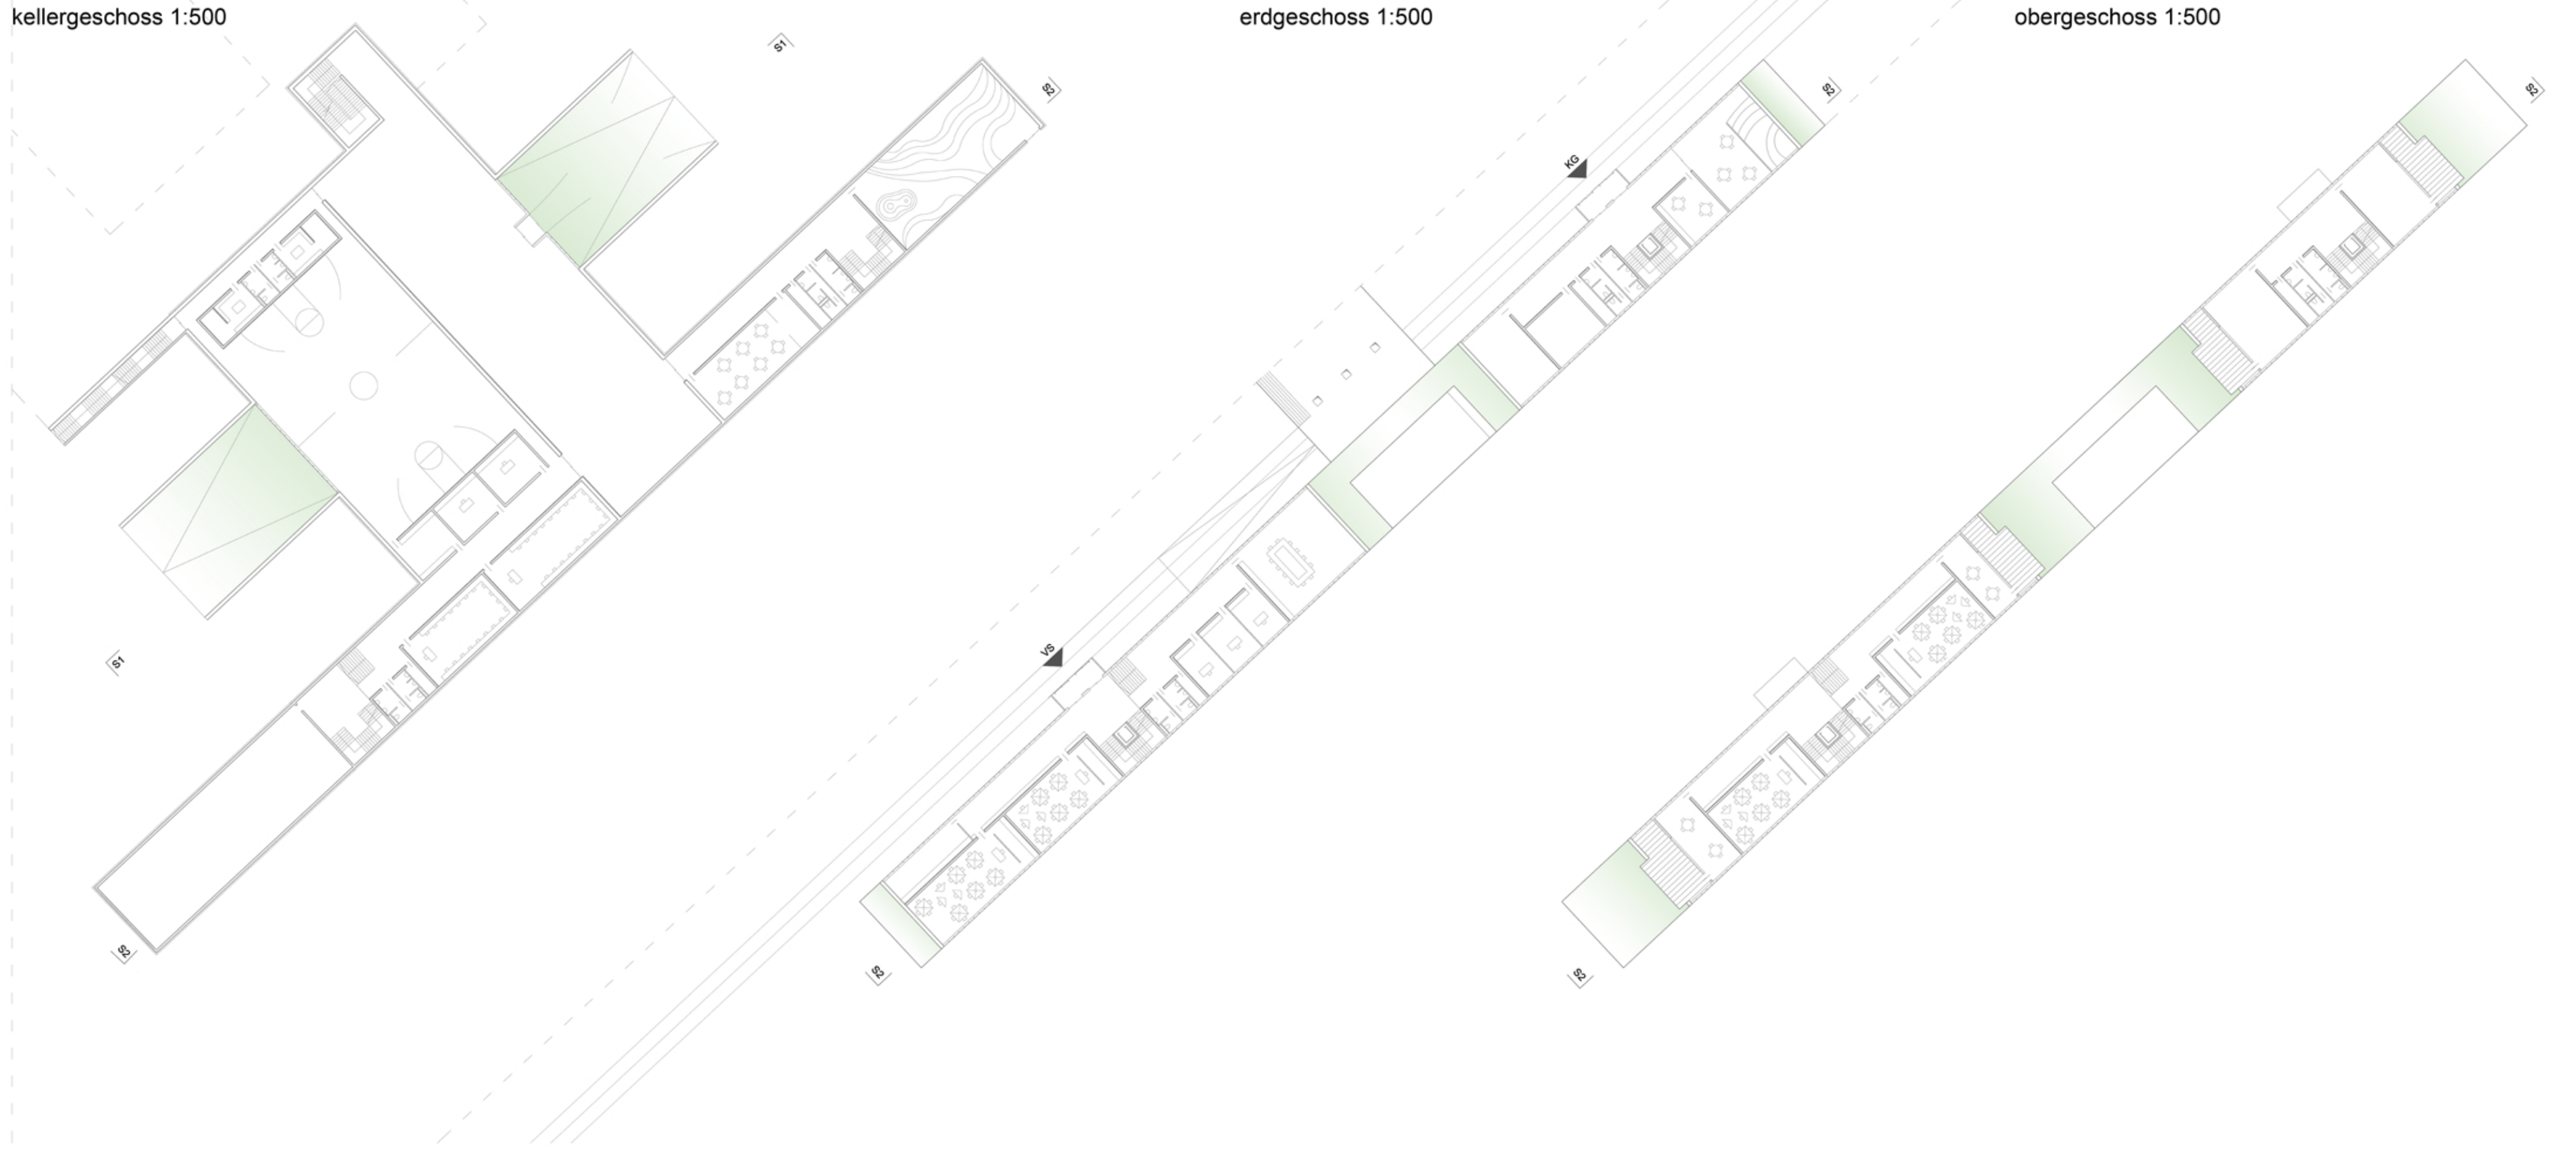 kellergeschoss 1:500
erdgeschoss 1:500
obergeschoss 1:500
S1
S2
S2
S2
KG
VS
S1
S2
S2
S2